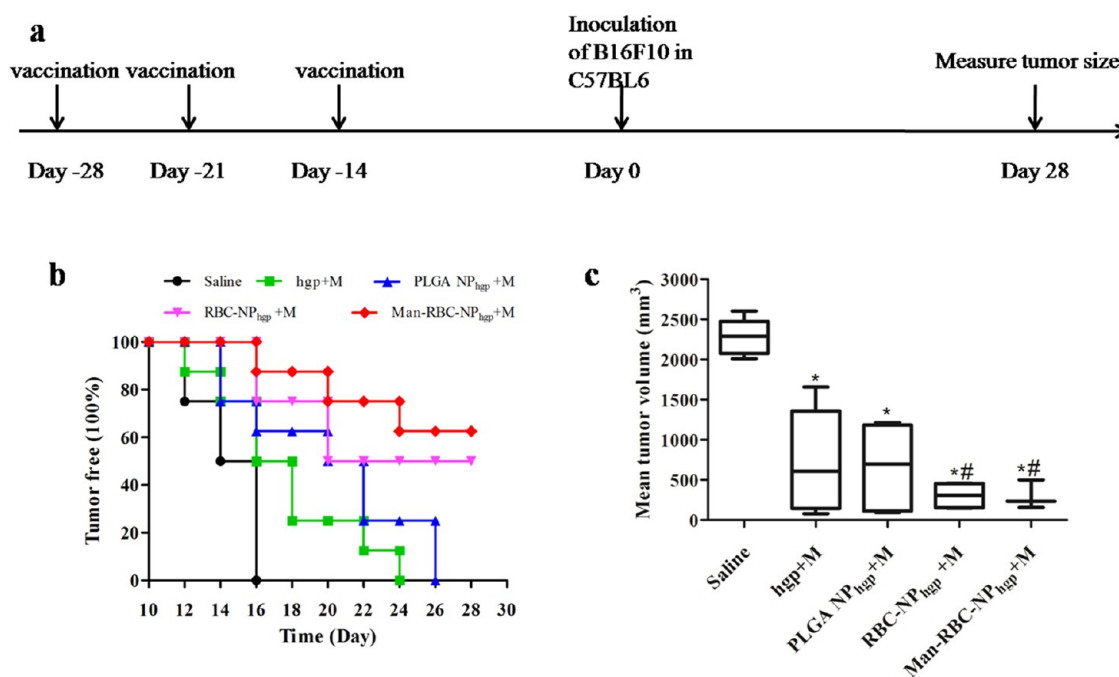 a
vaccination vaccination vaccination
Inoculation
of B16F10 in
C57BL6
Measure tumor size
Day -28 Day -21 Day -14 Day 0 Day 28
b
Saline hgp+M PLGA NPhgp +M
RBC-NPhgp +M Man-RBC-NPhgp+M
Tumor free (100%)
100
80
60
40
20
0
10 12 14 16 18 20 22 24 26 28 30
Time (Day)
c
Mean tumor volume (mm3)
3000
2500
2000
1500
1000
500
0
* * *# *#
Saline
hgp+M
PLGA NPhgp+M
RBC-NPhgp+M
Man-RBC-NPhgp+M